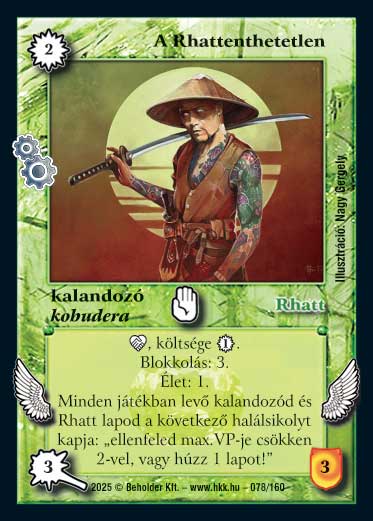 2
A Rhattenthetetlen
Illusztráció: Nagy Gergely
kalandozó
kobudera
Rhatt
, költsége 1.
Blokkolás: 3.
Élet: 1.
Minden játékban levő kalandozód és
Rhatt lapod a következő halálsikolyt
kapja: „ellenfeled max.VP-je csökken
2-vel, vagy húzz 1 lapot!”
3
3
2025 © Beholder Kft. – www.hkk.hu – 078/160